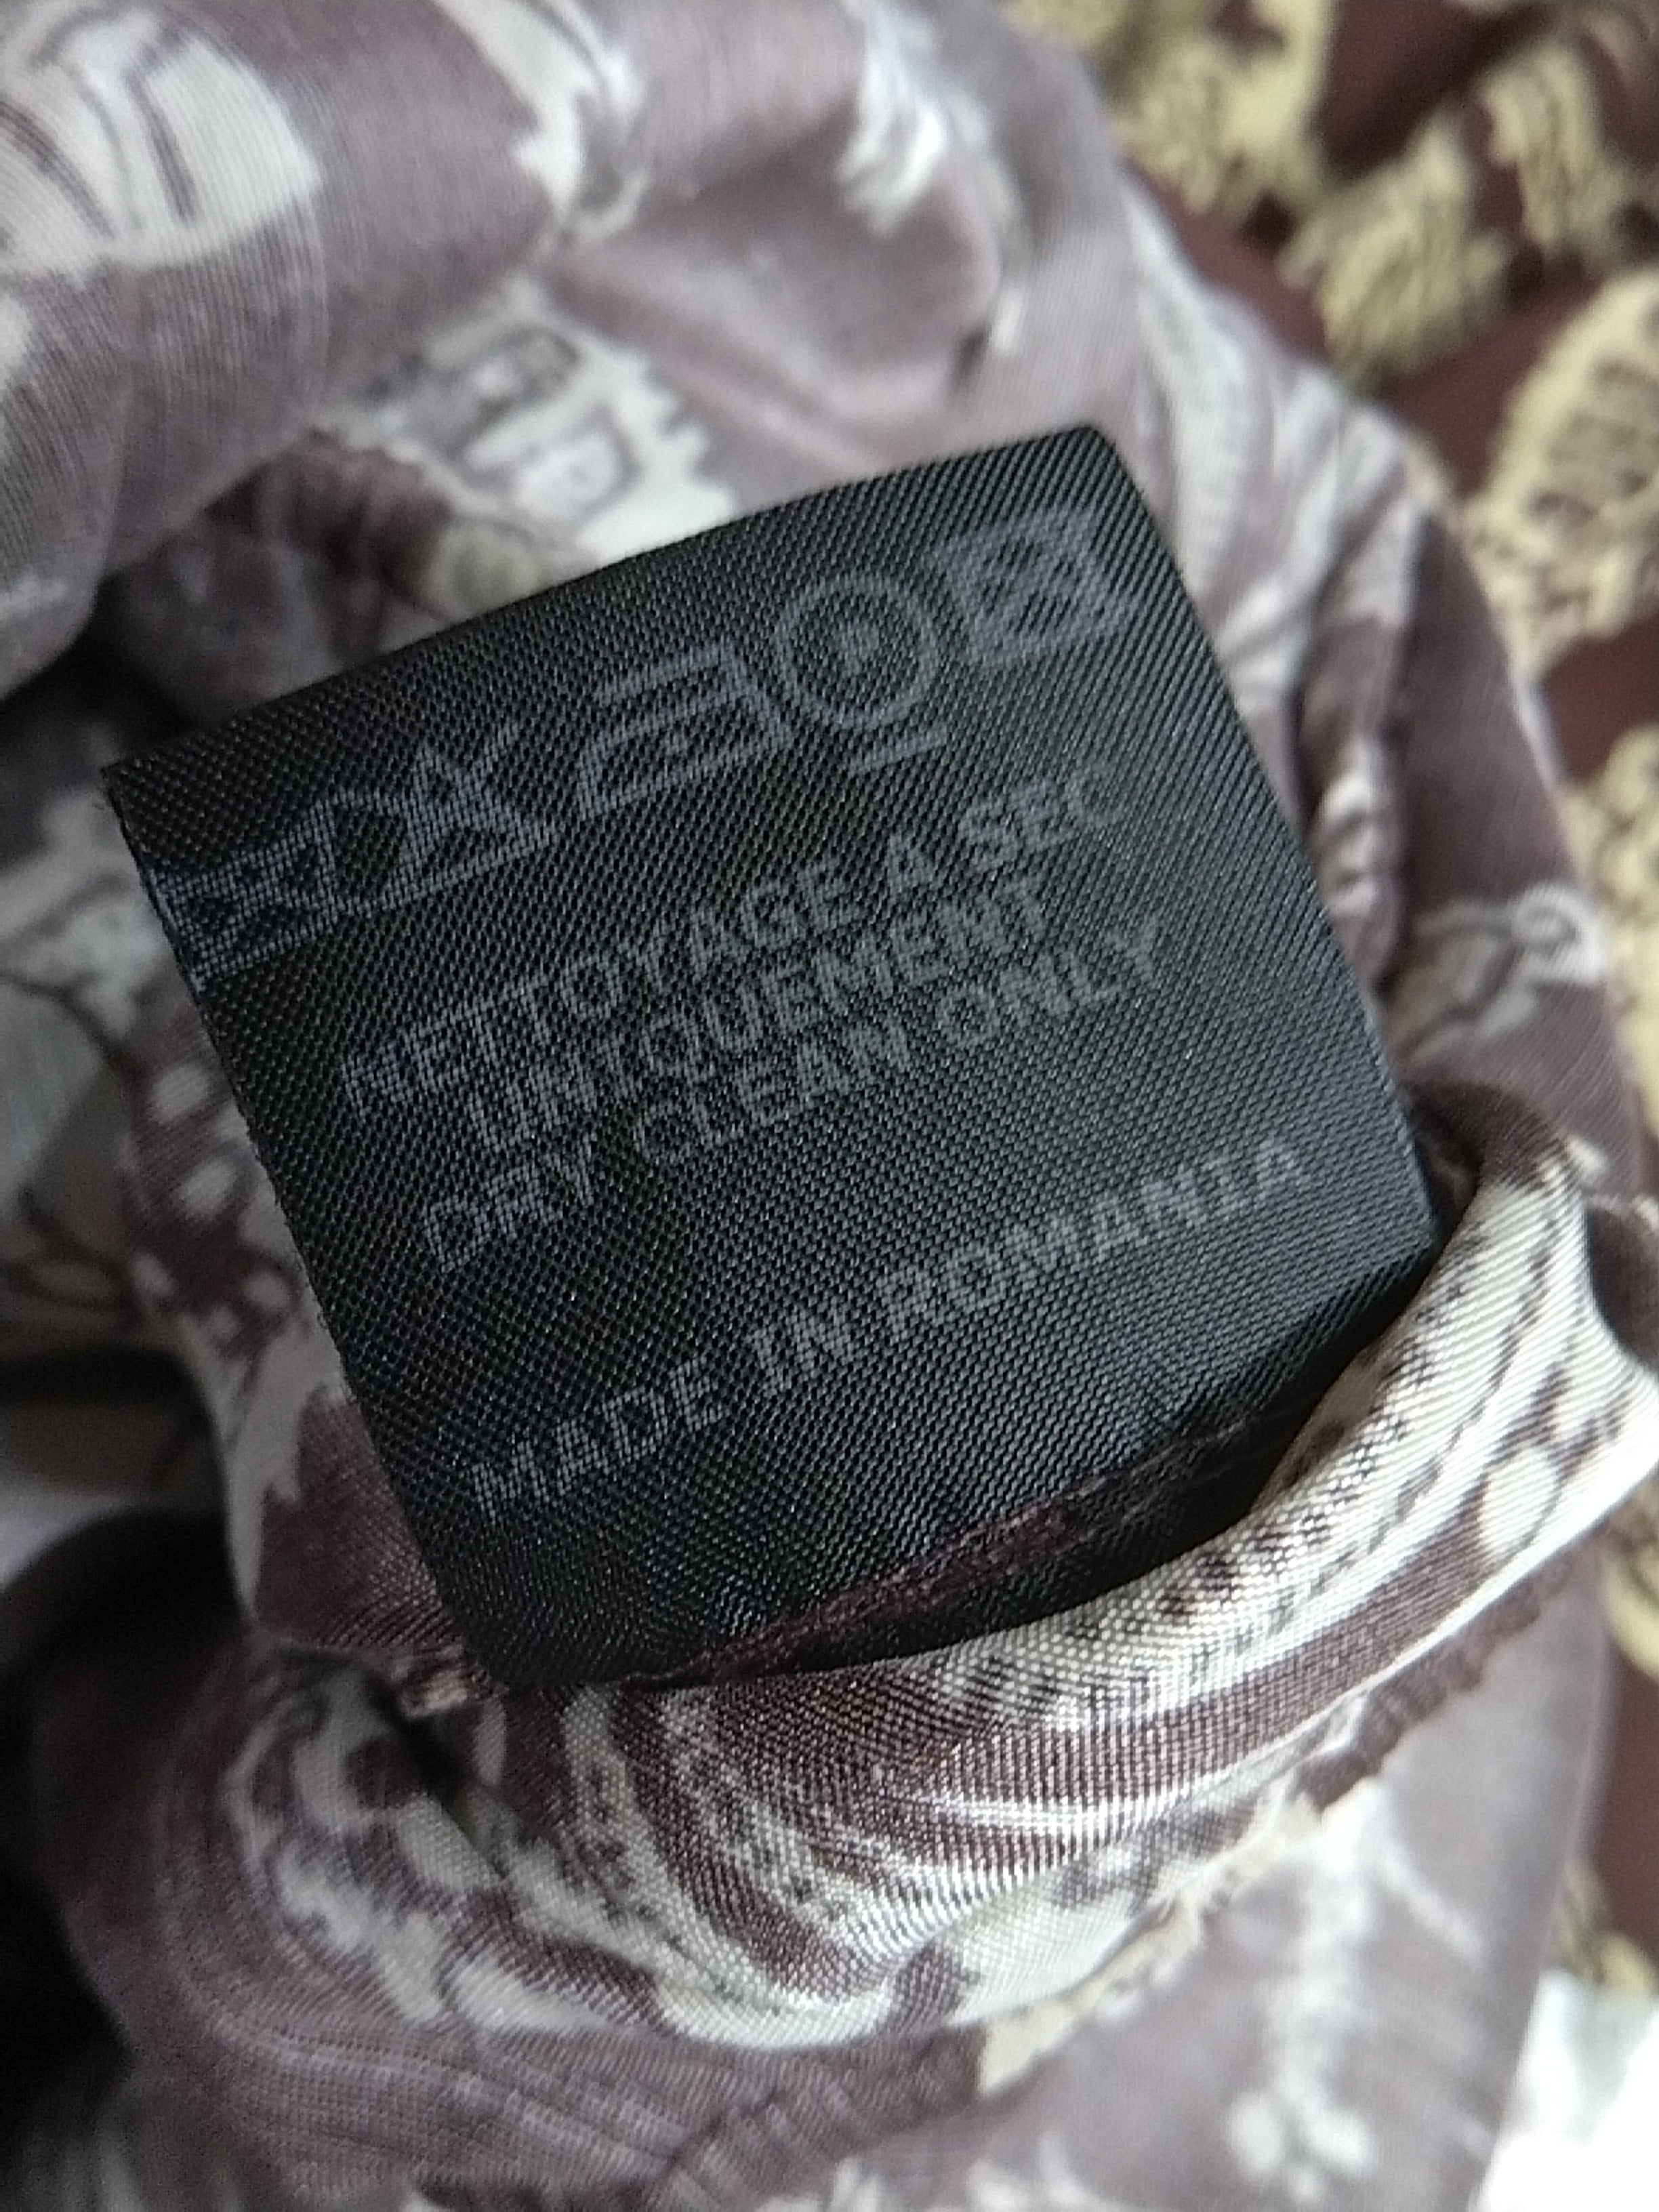 NETTOYAGE A SEC
UNIQUEMENT
DRY CLEAN ONLY
MADE IN ROMANIA